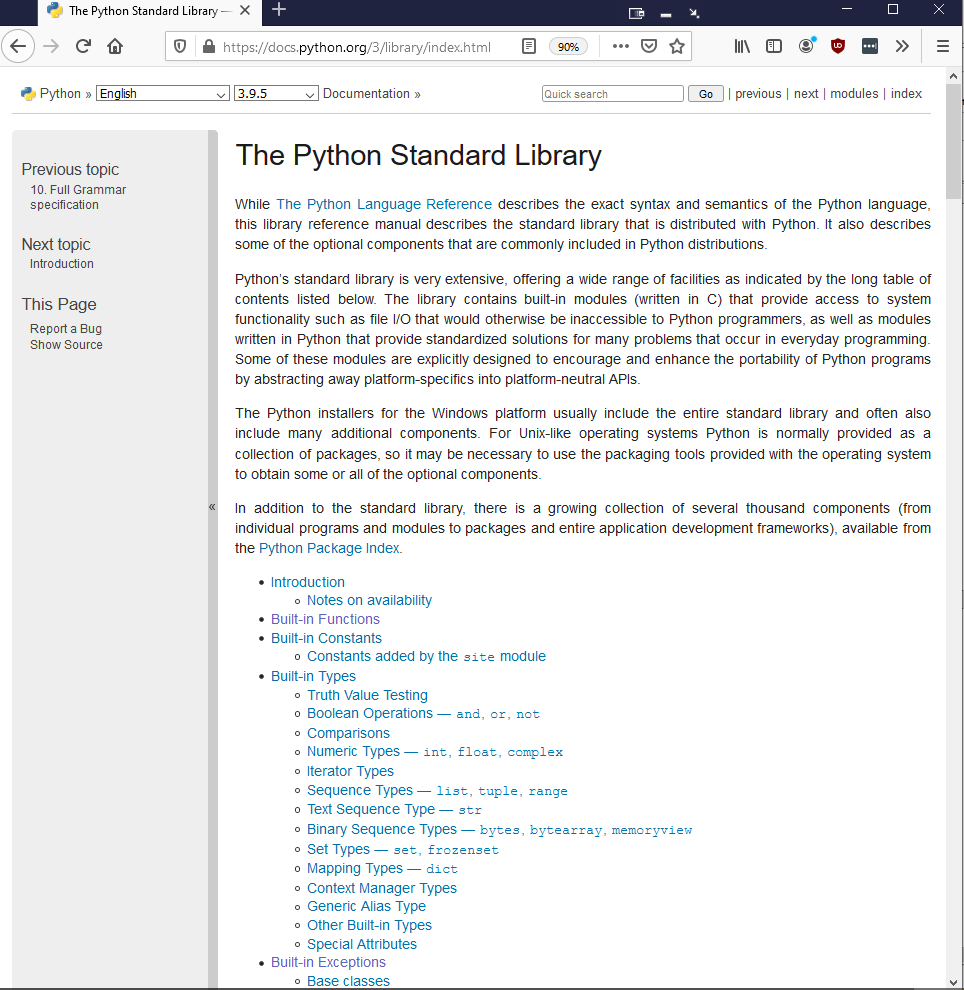 The Python Standard Library —
https://docs.python.org/3/library/index.html
90%
Python » English 3.9.5 Documentation »
Quick search Go | previous | next | modules | index
Previous topic
10. Full Grammar
specification
Next topic
Introduction
This Page
Report a Bug
Show Source
«
The Python Standard Library
While The Python Language Reference describes the exact syntax and semantics of the Python language,
this library reference manual describes the standard library that is distributed with Python. It also describes
some of the optional components that are commonly included in Python distributions.
Python’s standard library is very extensive, offering a wide range of facilities as indicated by the long table of
contents listed below. The library contains built-in modules (written in C) that provide access to system
functionality such as file I/O that would otherwise be inaccessible to Python programmers, as well as modules
written in Python that provide standardized solutions for many problems that occur in everyday programming.
Some of these modules are explicitly designed to encourage and enhance the portability of Python programs
by abstracting away platform-specifics into platform-neutral APIs.
The Python installers for the Windows platform usually include the entire standard library and often also
include many additional components. For Unix-like operating systems Python is normally provided as a
collection of packages, so it may be necessary to use the packaging tools provided with the operating system
to obtain some or all of the optional components.
In addition to the standard library, there is a growing collection of several thousand components (from
individual programs and modules to packages and entire application development frameworks), available from
the Python Package Index.
• Introduction
◦ Notes on availability
• Built-in Functions
• Built-in Constants
◦ Constants added by the site module
• Built-in Types
◦ Truth Value Testing
◦ Boolean Operations — and, or, not
◦ Comparisons
◦ Numeric Types — int, float, complex
◦ Iterator Types
◦ Sequence Types — list, tuple, range
◦ Text Sequence Type — str
◦ Binary Sequence Types — bytes, bytearray, memoryview
◦ Set Types — set, frozenset
◦ Mapping Types — dict
◦ Context Manager Types
◦ Generic Alias Type
◦ Other Built-in Types
◦ Special Attributes
• Built-in Exceptions
◦ Base classes